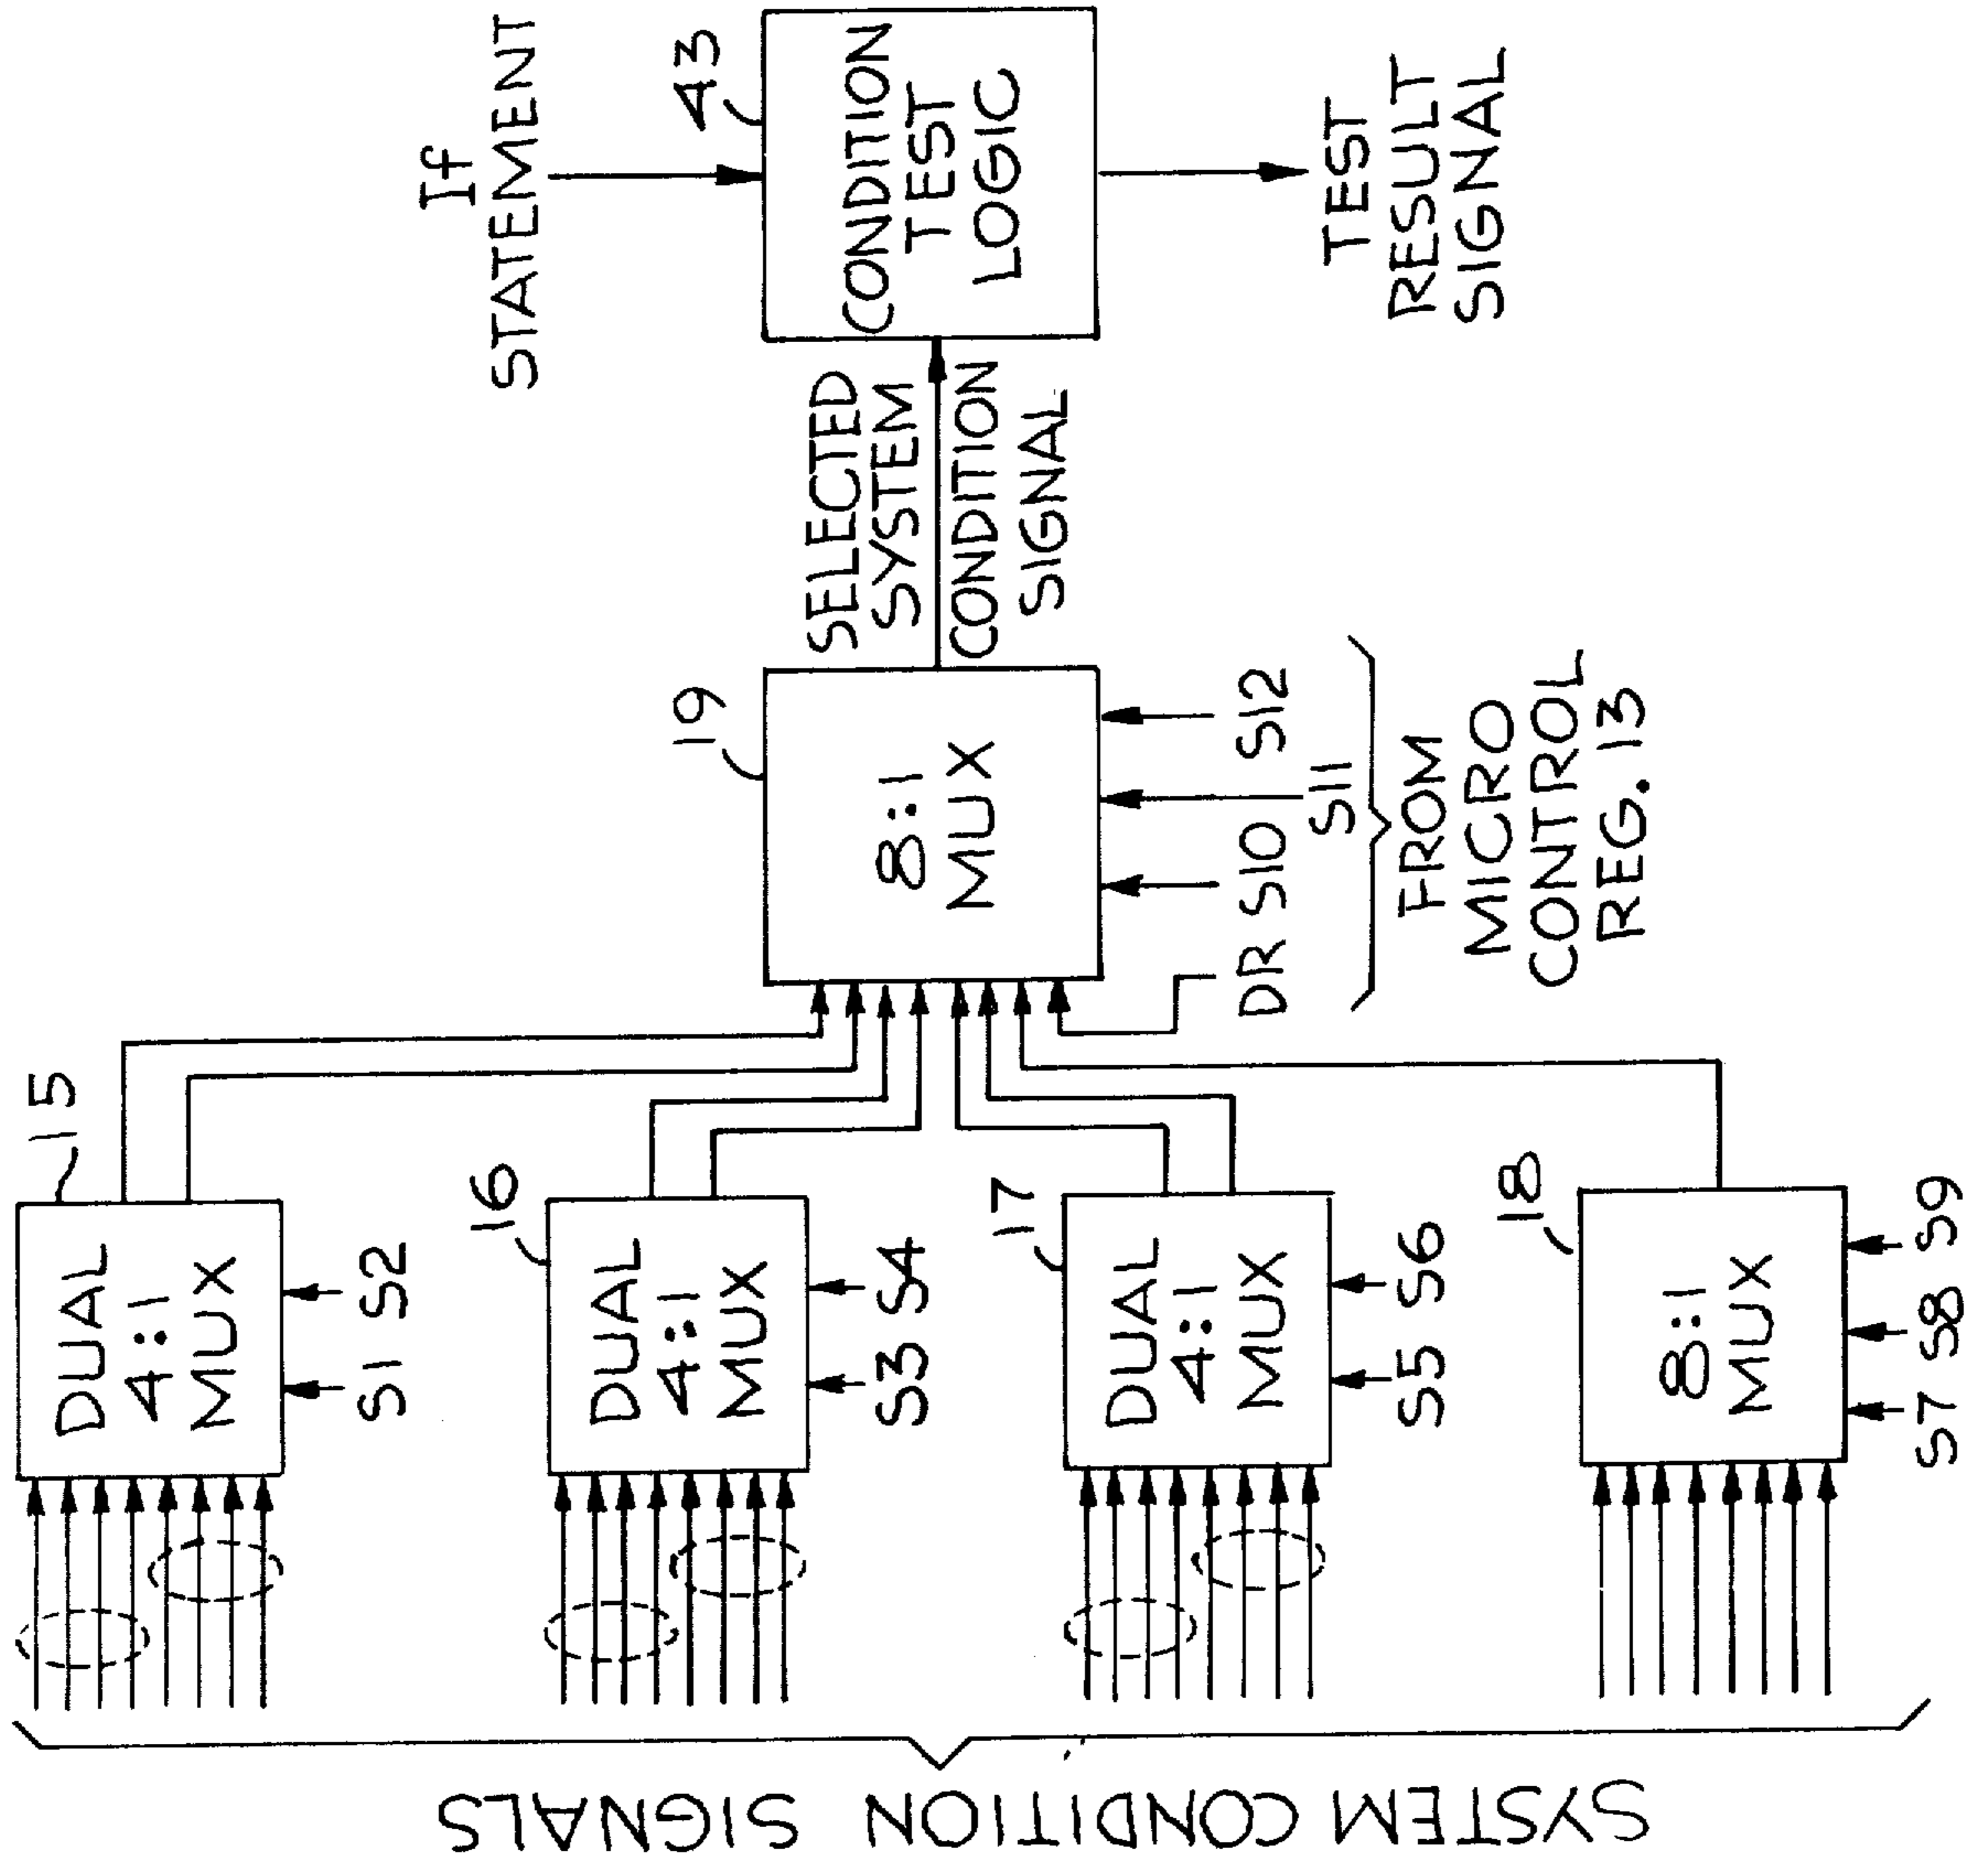 SYSTEM CONDITION SIGNALS
15
DUAL
4:1
MUX
S1 S2
16
DUAL
4:1
MUX
S3 S4
17
DUAL
4:1
MUX
S5 S6
18
8:1
MUX
S7 S8 S9
19
8:1
MUX
DR S10 S12
S11
FROM
MICRO
CONTROL
REG. 13
SELECTED
SYSTEM
CONDITION
SIGNAL
If
STATEMENT
43
CONDITION
TEST
LOGIC
TEST
RESULT
SIGNAL